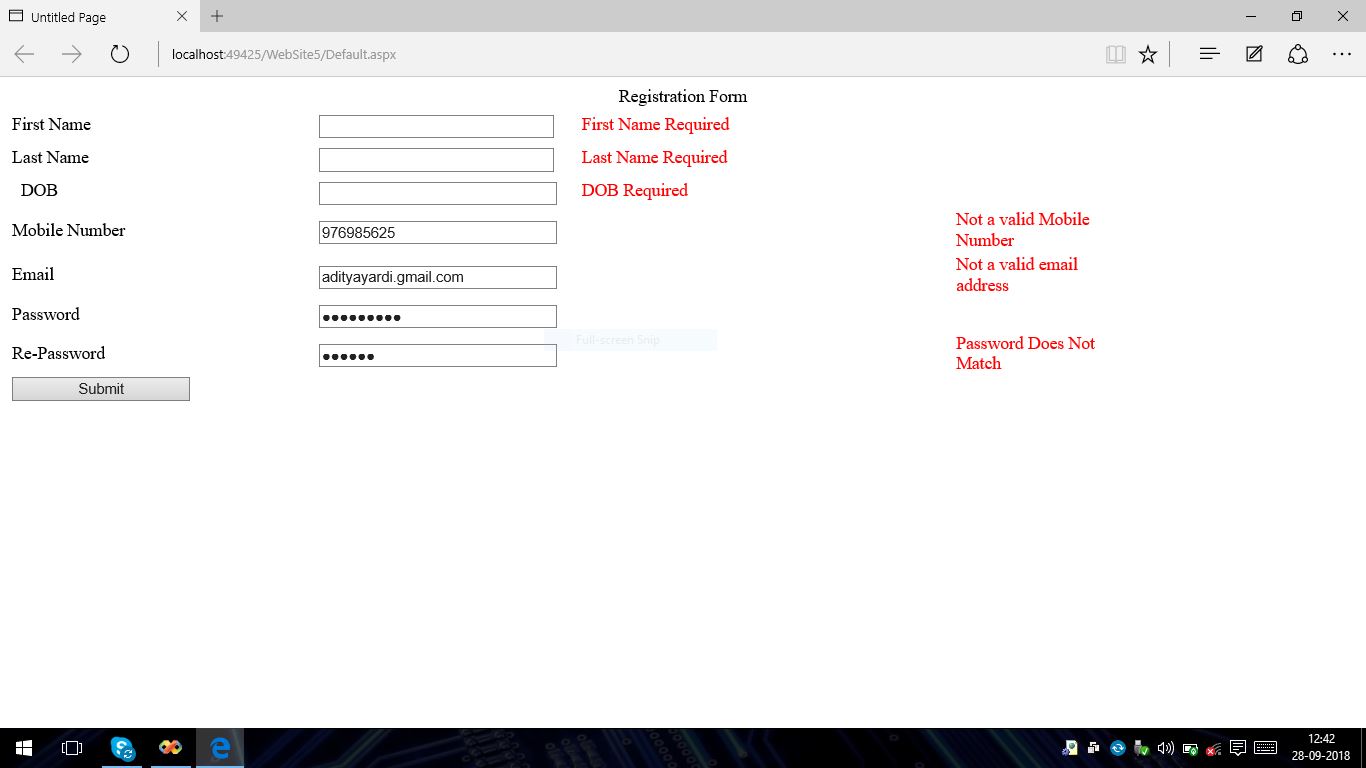 Untitled Page
localhost:49425/WebSite5/Default.aspx
Registration Form
First Name First Name Required
Last Name Last Name Required
DOB DOB Required
Mobile Number 976985625 Not a valid Mobile
Number
Email adityayardi.gmail.com Not a valid email
address
Password ●●●●●●●●●
Full-screen Snip
Re-Password ●●●●●● Password Does Not
Match
Submit
12:42
28-09-2018